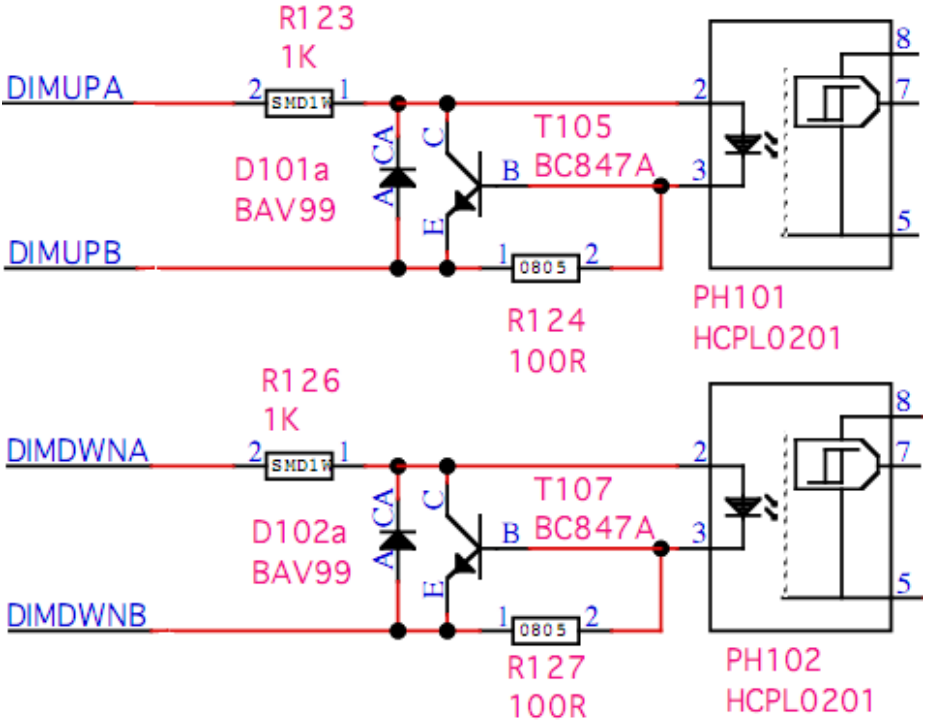 R123
1K
DIMUPA
2
SMD1W
1
2
8
7
CA
C
T105
BC847A
D101a
BAV99
A
B
3
E
DIMUPB
1
0805
2
5
R124
100R
PH101
HCPL0201
R126
1K
DIMDWNA
2
SMD1W
1
2
8
7
CA
C
T107
BC847A
D102a
BAV99
A
B
3
E
DIMDWNB
1
0805
2
5
R127
100R
PH102
HCPL0201